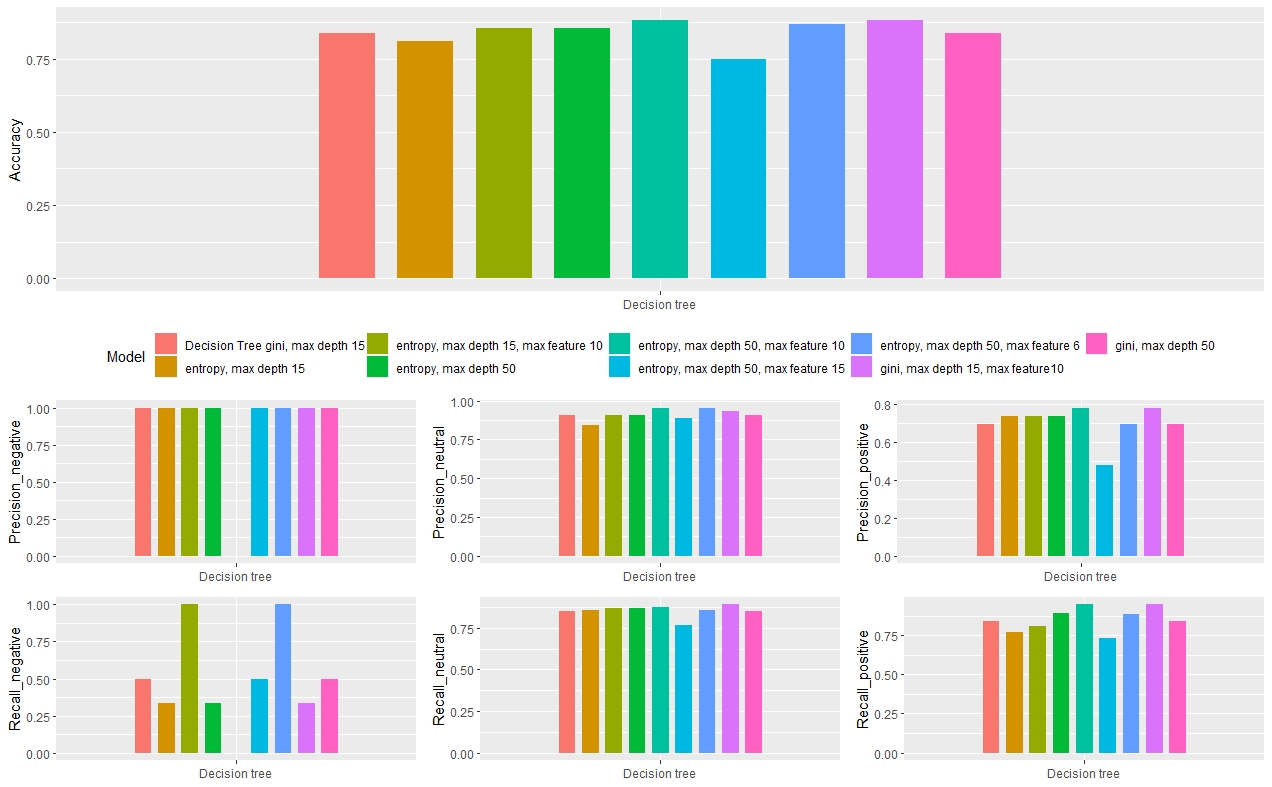 Accuracy
0.75
0.50
0.25
0.00
Decision tree
Model
Decision Tree gini, max depth 15
entropy, max depth 15, max feature 10
entropy, max depth 50, max feature 10
entropy, max depth 50, max feature 6
gini, max depth 50
entropy, max depth 15
entropy, max depth 50
entropy, max depth 50, max feature 15
gini, max depth 15, max feature10
Precision_negative
1.00
0.75
0.50
0.25
0.00
Decision tree
Precision_neutral
1.00
0.75
0.50
0.25
0.00
Decision tree
Precision_positive
0.8
0.6
0.4
0.2
0.0
Decision tree
Recall_negative
1.00
0.75
0.50
0.25
0.00
Decision tree
Recall_neutral
0.75
0.50
0.25
0.00
Decision tree
Recall_positive
0.75
0.50
0.25
0.00
Decision tree